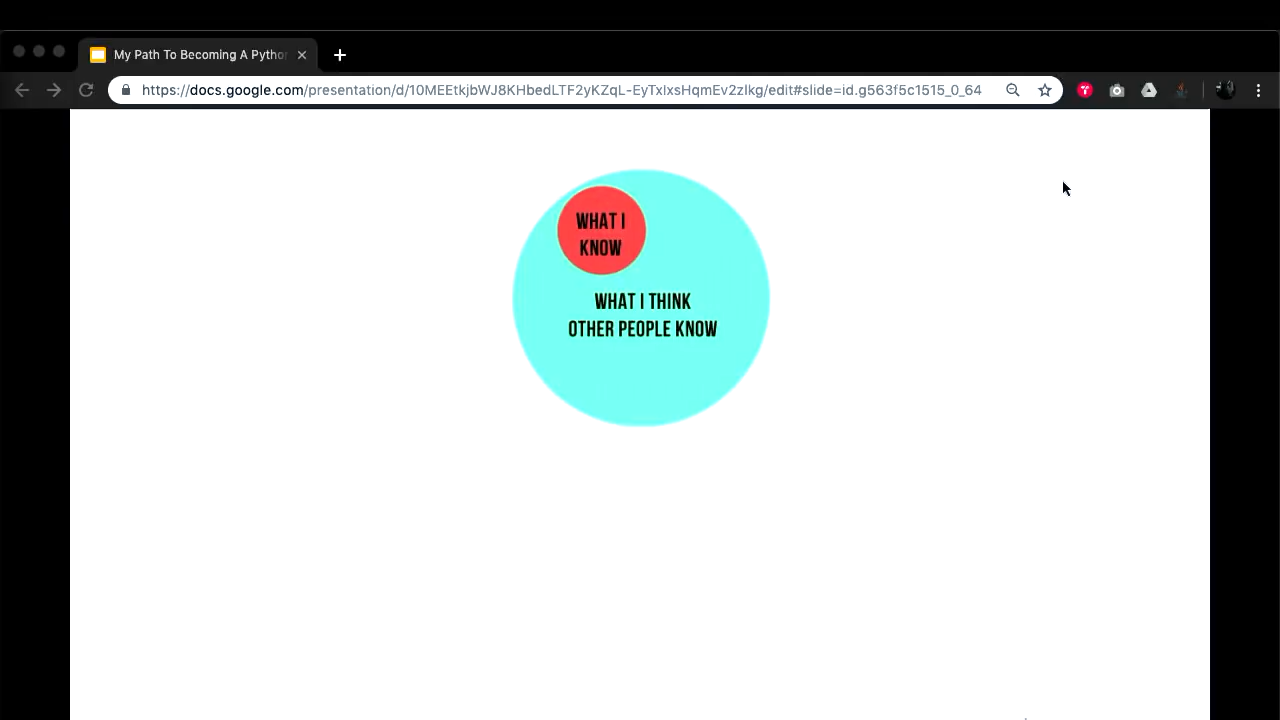 My Path To Becoming A Pytho
https://docs.google.com/presentation/d/10MEEtkjbWJ8KHbedLTF2yKZqL-EyTxlxsHqmEv2zlkg/edit#slide=id.g563f5c1515_0_64
WHAT I
KNOW
WHAT I THINK
OTHER PEOPLE KNOW